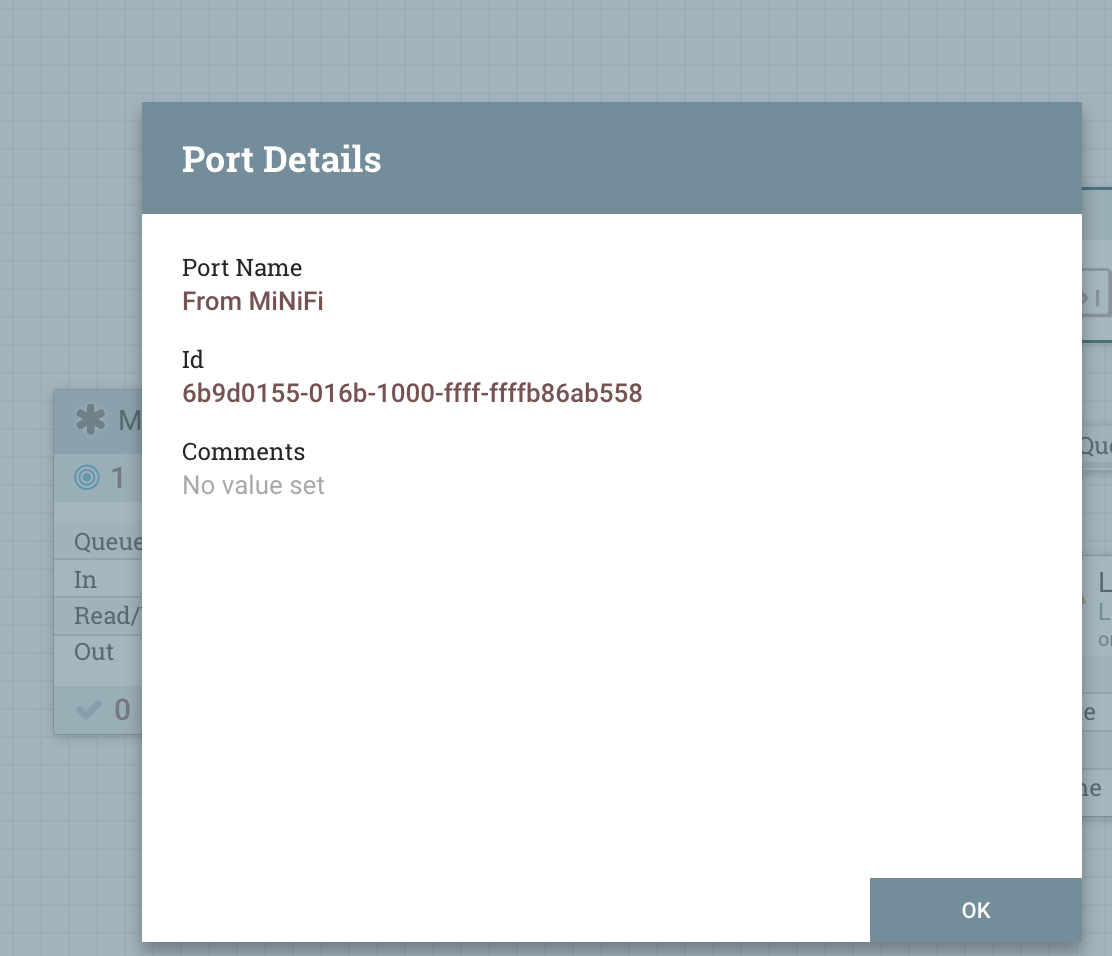 Port Details
Port Name
From MiNiFi
Id
6b9d0155-016b-1000-ffff-ffffb86ab558
Comments
No value set
OK
M
1
Queue
In
Read/
Out
0
Que
L
L
or
e
ne